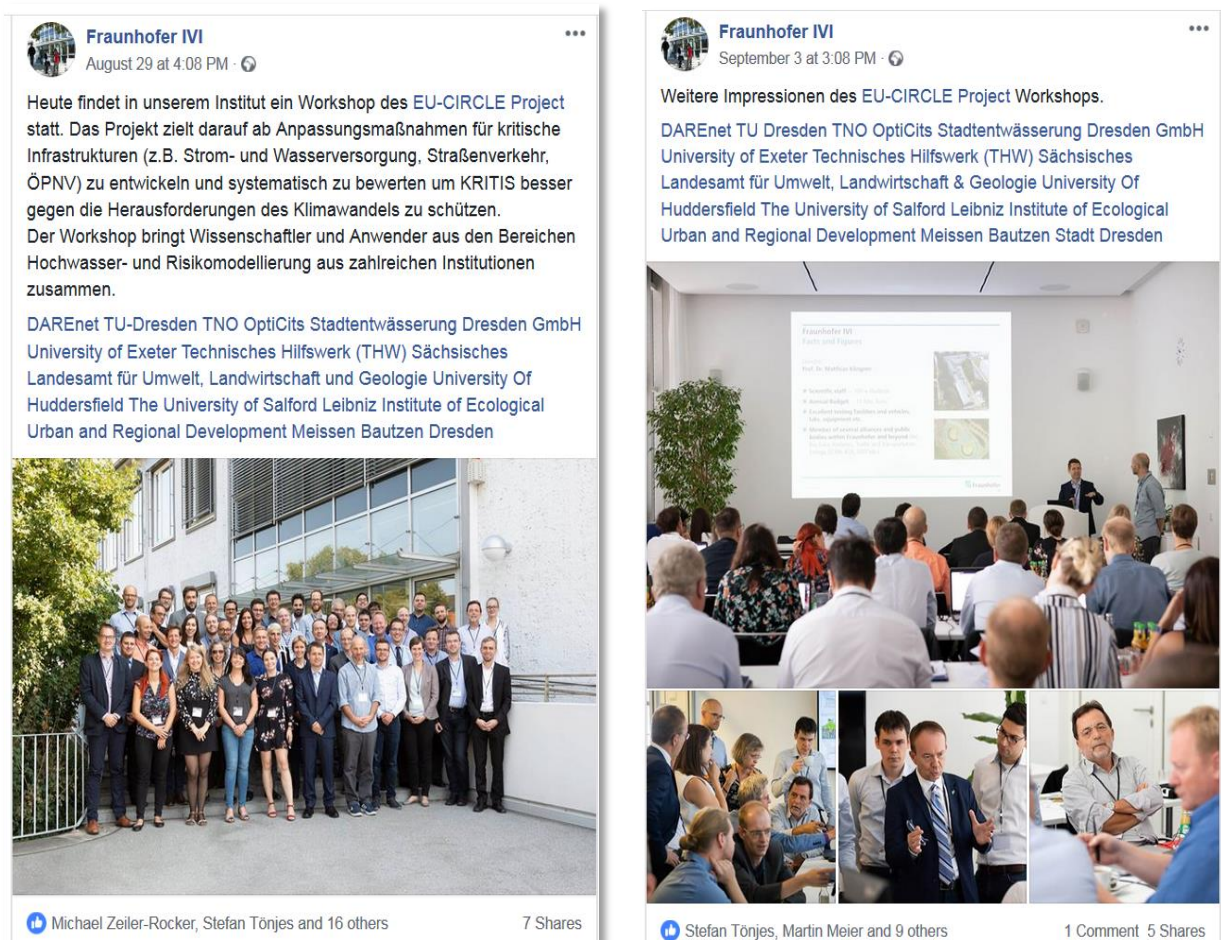 Fraunhofer IVI
August 29 at 4:08 PM ·
Heute findet in unserem Institut ein Workshop des EU-CIRCLE Project
statt. Das Projekt zielt darauf ab Anpassungsmaßnahmen für kritische
Infrastrukturen (z.B. Strom- und Wasserversorgung, Straßenverkehr,
ÖPNV) zu entwickeln und systematisch zu bewerten um KRITIS besser
gegen die Herausforderungen des Klimawandels zu schützen.
Der Workshop bringt Wissenschaftler und Anwender aus den Bereichen
Hochwasser- und Risikomodellierung aus zahlreichen Institutionen
zusammen.
DAREnet TU-Dresden TNO OptiCits Stadtentwässerung Dresden GmbH
University of Exeter Technisches Hilfswerk (THW) Sächsisches
Landesamt für Umwelt, Landwirtschaft und Geologie University Of
Huddersfield The University of Salford Leibniz Institute of Ecological
Urban and Regional Development Meissen Bautzen Dresden
Michael Zeiler-Rocker, Stefan Tönjes and 16 others
7 Shares
Fraunhofer IVI
September 3 at 3:08 PM ·
Weitere Impressionen des EU-CIRCLE Project Workshops.
DAREnet TU Dresden TNO OptiCits Stadtentwässerung Dresden GmbH
University of Exeter Technisches Hilfswerk (THW) Sächsisches
Landesamt für Umwelt, Landwirtschaft & Geologie University Of
Huddersfield The University of Salford Leibniz Institute of Ecological
Urban and Regional Development Meissen Bautzen Stadt Dresden
Fraunhofer IVI
Facts and Figures
Annual Budget
Fraunhofer
Stefan Tönjes, Martin Meier and 9 others
1 Comment 5 Shares